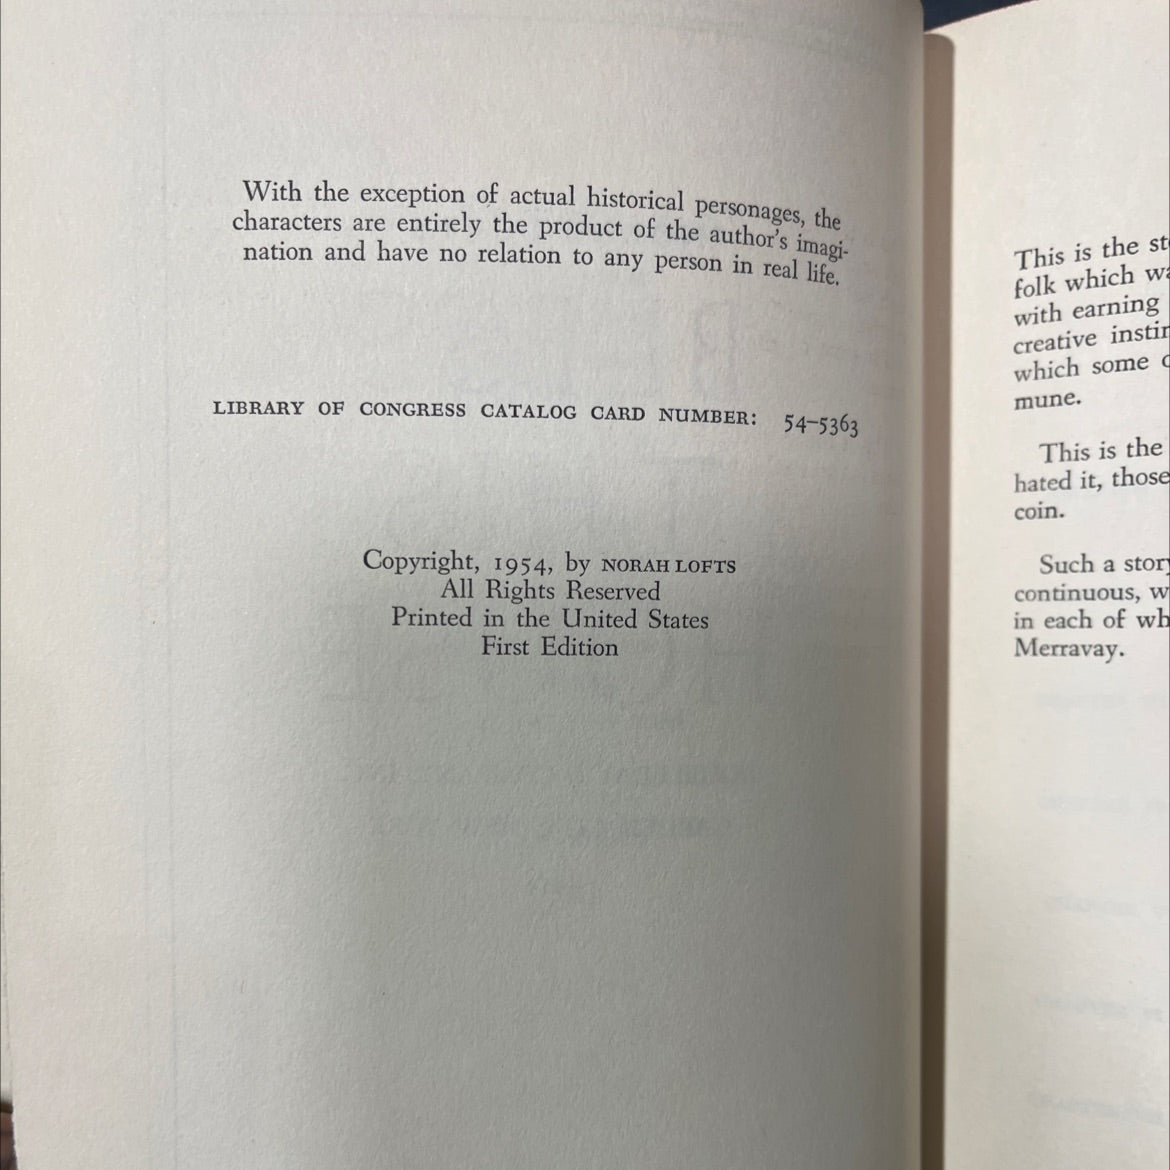 With the exception of actual historical personages, the
characters are entirely the product of the author's imagi-
nation and have no relation to any person in real life.
LIBRARY OF CONGRESS CATALOG CARD NUMBER: 54-5363
Copyright, 1954, by NORAH LOFTS
All Rights Reserved
Printed in the United States
First Edition
This is the
folk which
with earning
creative
which some
mune.
This is the
hated it, those
coin.
Such a
continuous,
in each of
Merravay.